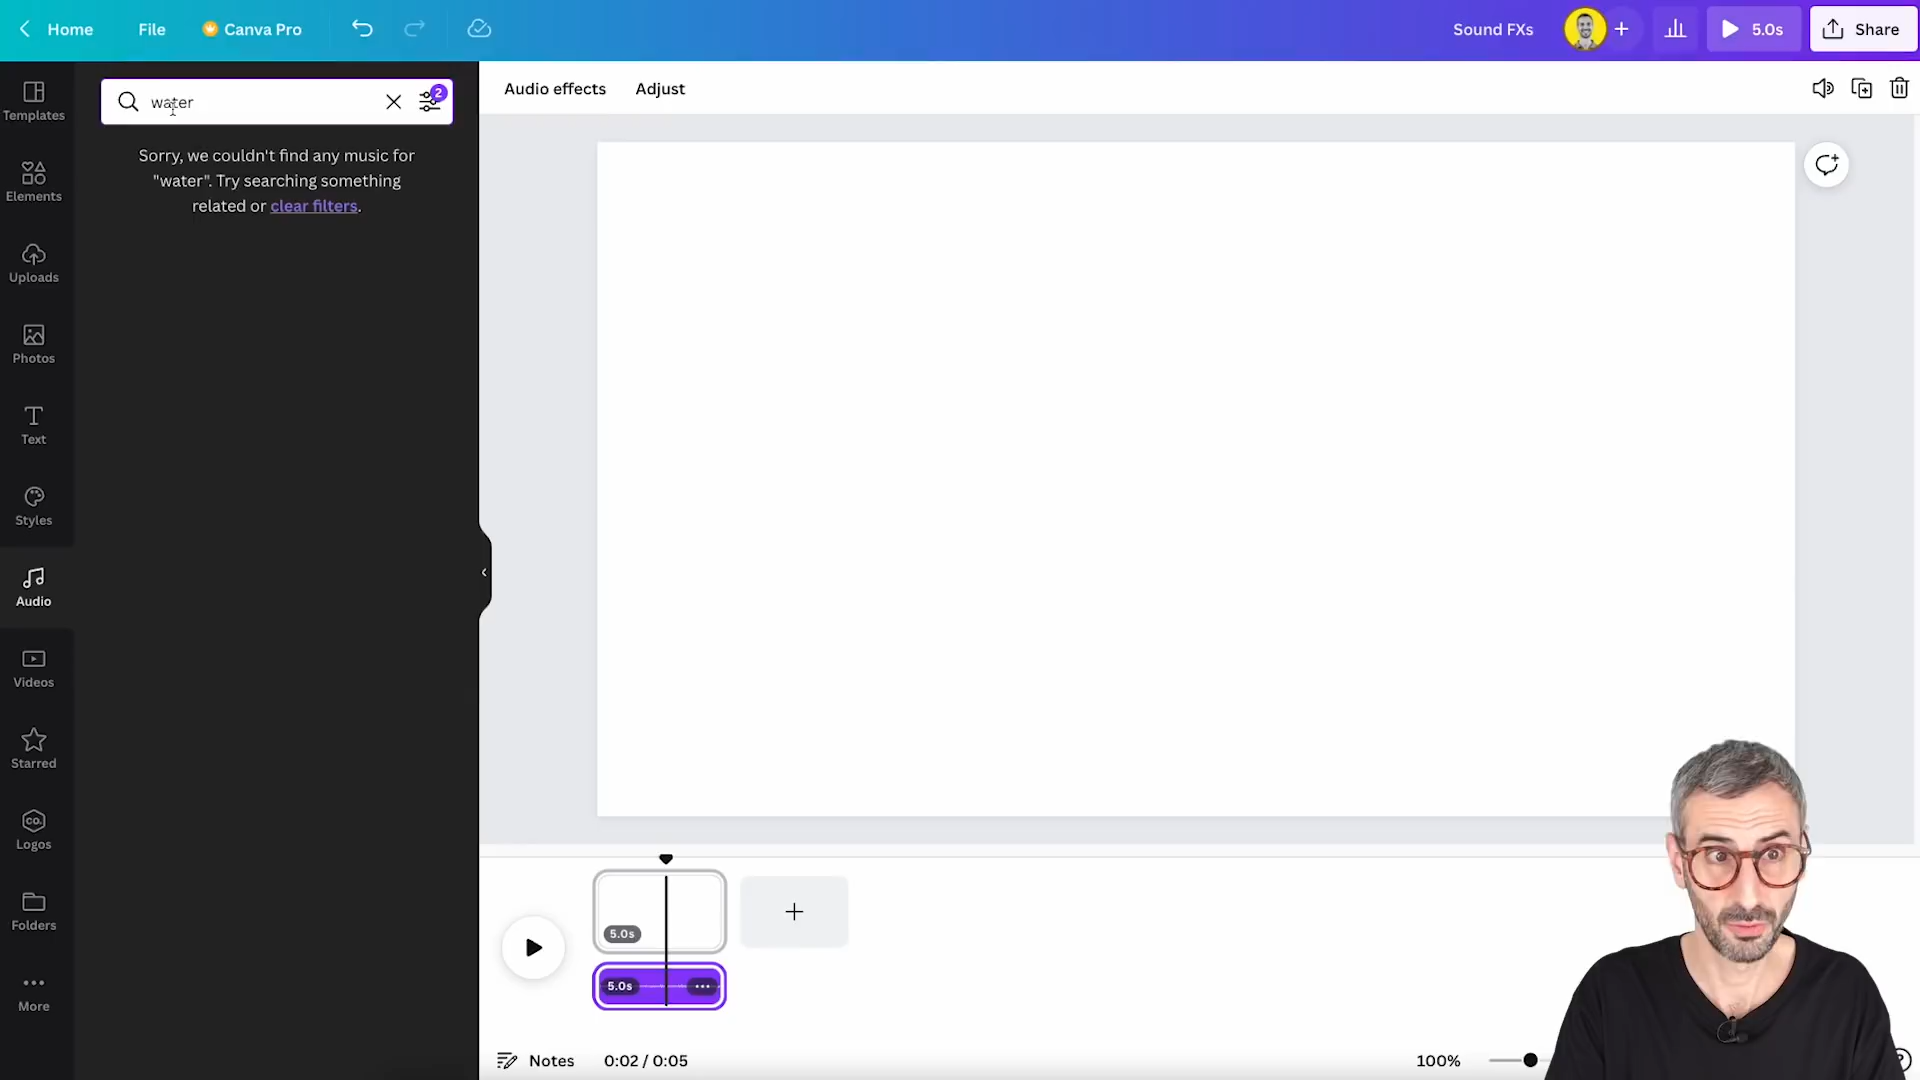 Home
File
Canva Pro
Sound FXs
5.0s
Share
Templates
Elements
Uploads
Photos
Text
Styles
Audio
Videos
Starred
CO.
Logos
Folders
More
water
2
Sorry, we couldn't find any music for
"water". Try searching something
related or clear filters.
Audio effects
Adjust
5.0s
5.0s
Notes
0:02 / 0:05
100%